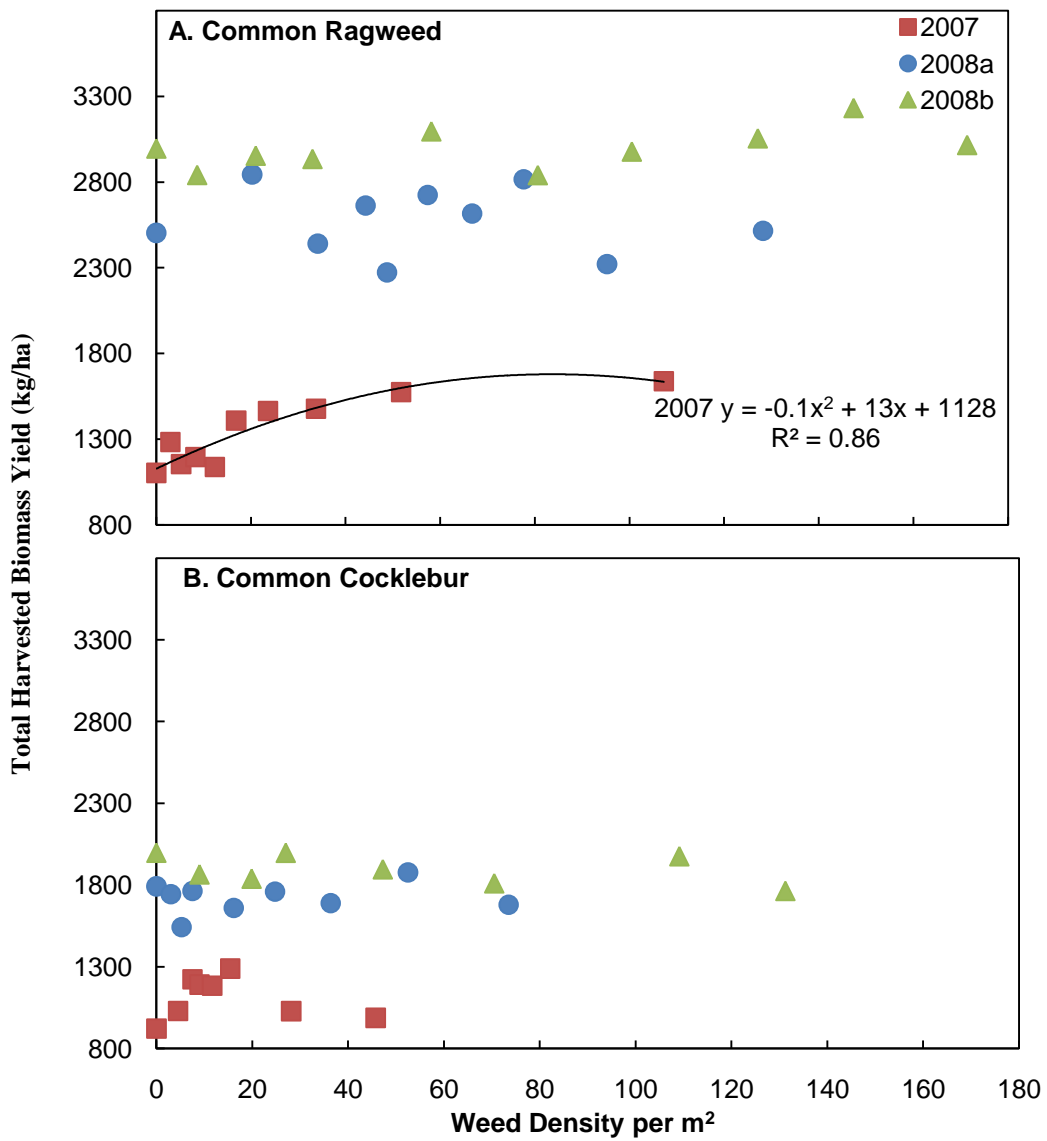 A. Common Ragweed
2007
2008a
2008b
3300
2800
2300
1800
1300
800
2007 y = -0.1x² + 13x + 1128
R² = 0.86
Total Harvested Biomass Yield (kg/ha)
B. Common Cocklebur
3300
2800
2300
1800
1300
800
0 20 40 60 80 100 120 140 160 180
Weed Density per m²